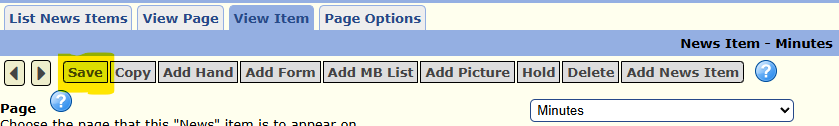 List News Items View Page View Item Page Options
News Item - Minutes
Save Copy Add Hand Add Form Add MB List Add Picture Hold Delete Add News Item ?
Page ? Minutes
Choose the page that this "News" item is to appear on